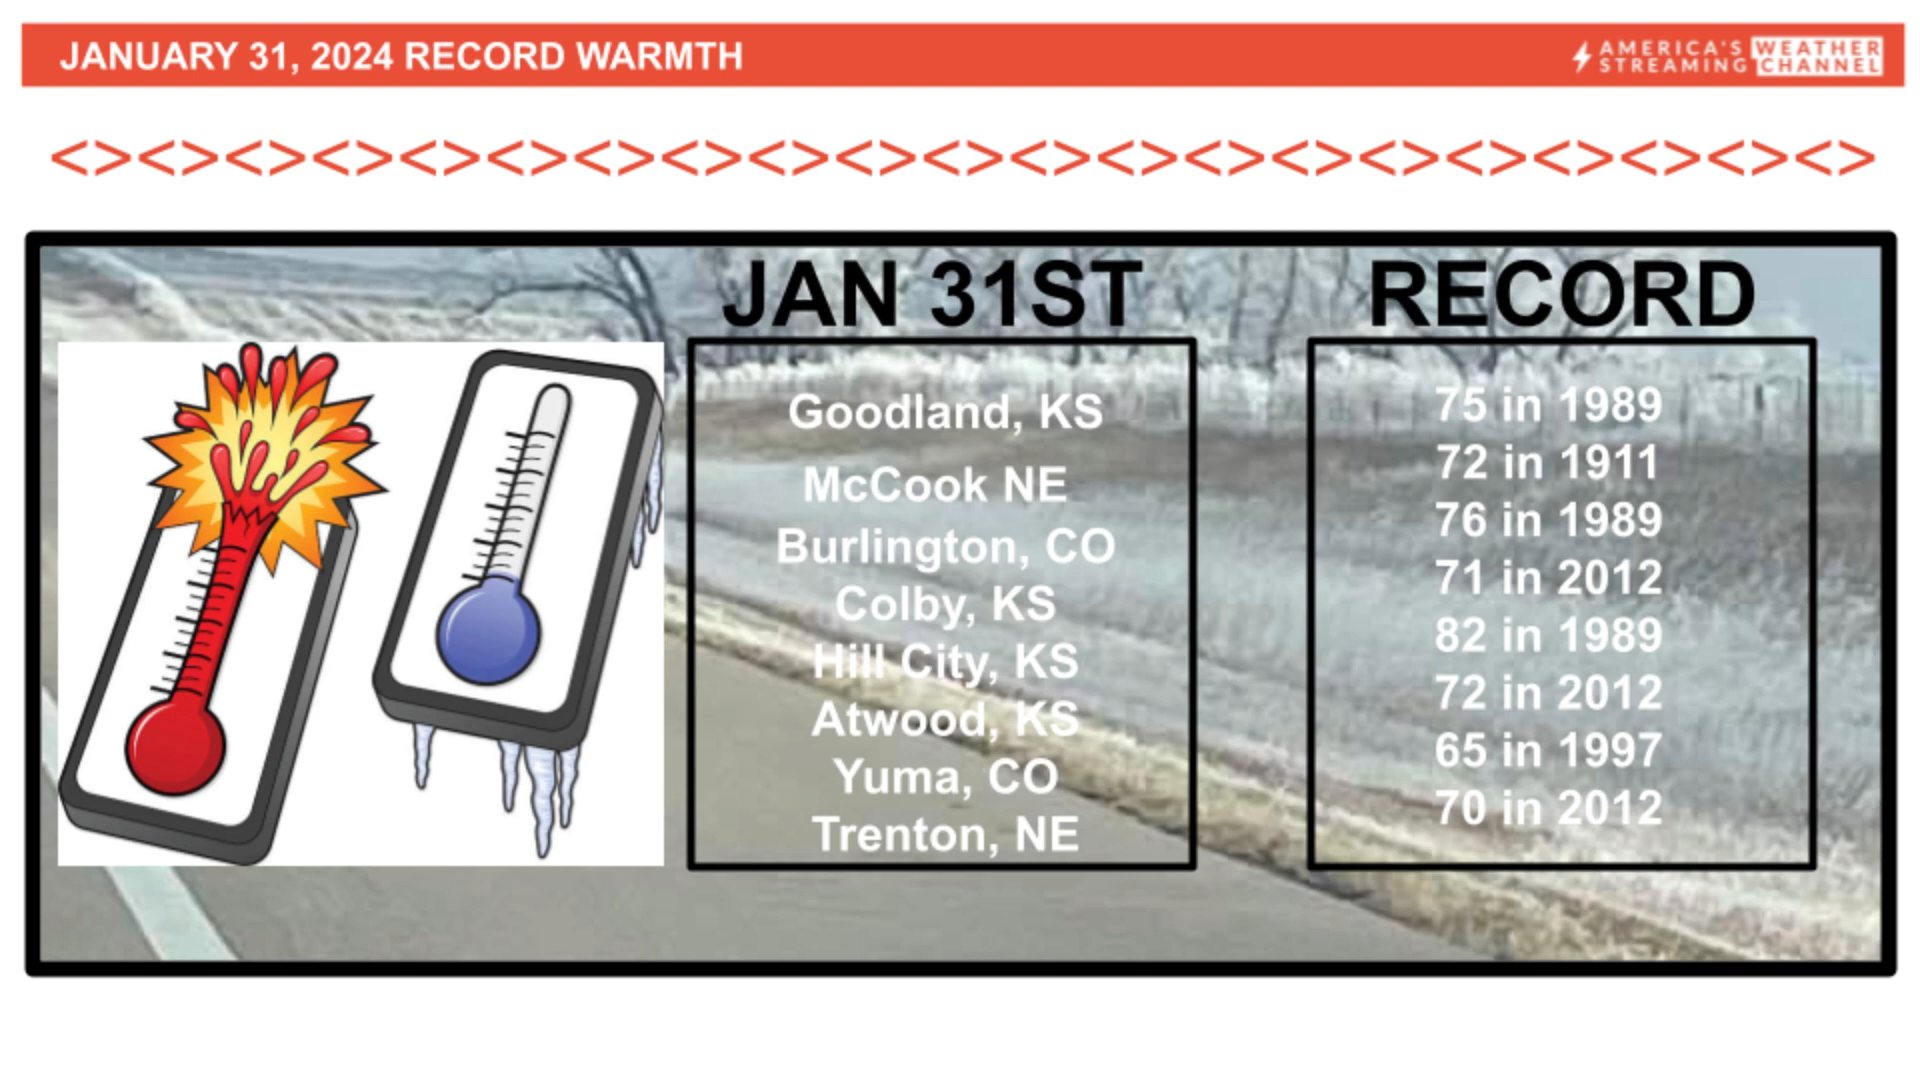 JANUARY 31, 2024 RECORD WARMTH
AMERICA'S
STREAMING
WEATHER
CHANNEL
<><><><><><><><><><><><><><><><><><><><><>
JAN 31ST
Goodland, KS
McCook NE
Burlington, CO
Colby, KS
Hill City, KS
Atwood, KS
Yuma, CO
Trenton, NE
RECORD
75 in 1989
72 in 1911
76 in 1989
71 in 2012
82 in 1989
72 in 2012
65 in 1997
70 in 2012